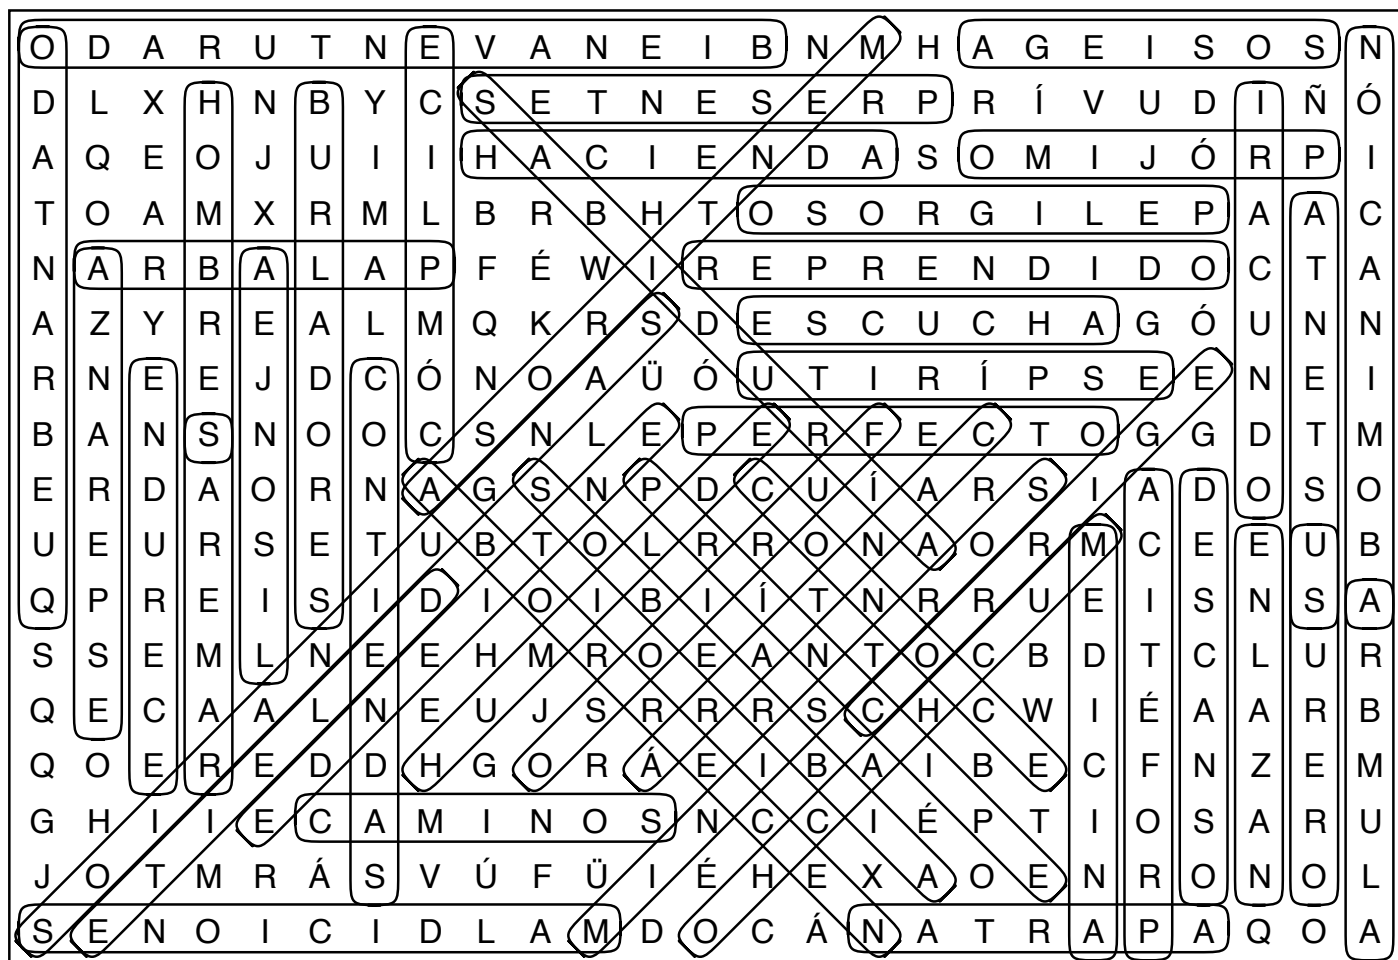 O D A R U T N E V A N E I B N M H A G E I S O S N
D L X H N B Y C S E T N E S E R P R Í V U D I Ñ Ó
A Q E O J U I I H A C I E N D A S O M I J Ó R P I
T O A M X R M L B R B H T O S O R G I L E P A A C
N A R B A L A P F É W I R E P R E N D I D O C T A
A Z Y R E A L M Q K R S D E S C U C H A G Ó U N N
R N E E J D C Ó N O A Ü Ó U T I R Í P S E E N E I
B A N S N O O C S N L E P E R F E C T O G G D T M
E R D A O R N A G S N P D C U Í A R S I A D O S O
U E U R S E T U B T O L R R O N A O R M C E E U B
Q P R E I S I D I O I B I Í T N R R U E I S N S A
S S E M L N E E H M R O E A N T O C B D T C L U R
Q E C A A L N E U J S R R R S C H C W I É A A R B
Q O E R E D D H G O R Á E I B A I B E C F N Z E M
G H I I E C A M I N O S N C C I É P T I O S A R U
J O T M R Á S V Ú F Ü I É H E X A O E N R O N O L
S E N O I C I D L A M D O C Á N A T R A P A Q O A